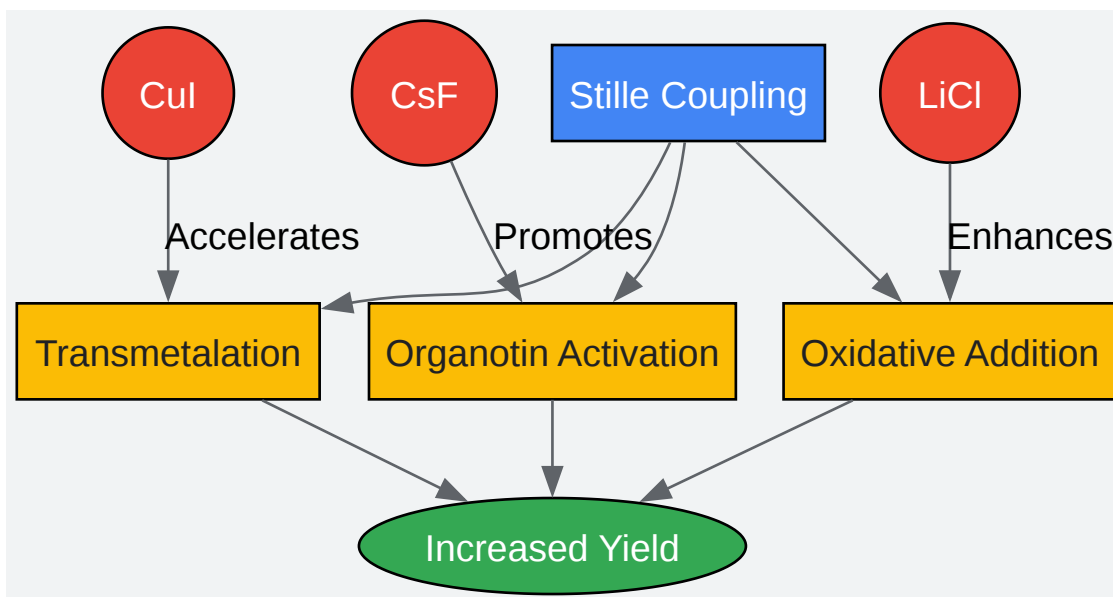 CuI
CsF
Stille Coupling
LiCl
Accelerates
Promotes
Enhances
Transmetalation
Organotin Activation
Oxidative Addition
Increased Yield